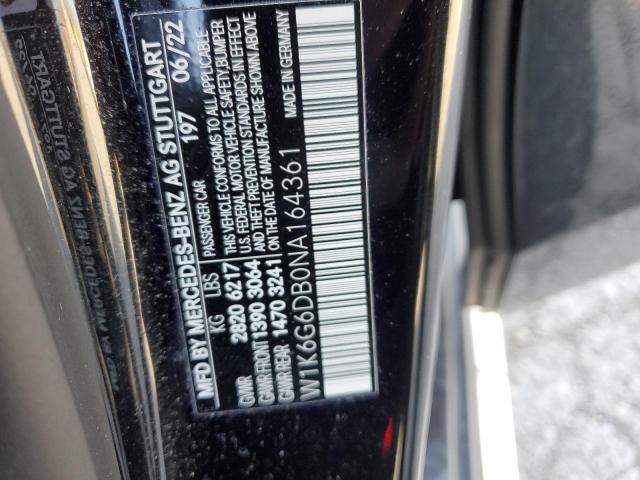 MFD BY MERCEDES-BENZ AG STUTTGART
197 06/22
PASSENGER CAR
KG LBS
GVWR 2820 6217
GAWR FRONT 1390 3064
GAWR REAR 1470 3241
THIS VEHICLE CONFORMS TO ALL APPLICABLE
U.S. FEDERAL MOTOR VEHICLE SAFETY, BUMPER
AND THEFT PREVENTION STANDARDS IN EFFECT
ON THE DATE OF MANUFACTURE SHOWN ABOVE
MADE IN GERMANY
W1K6G6DB0NA164361